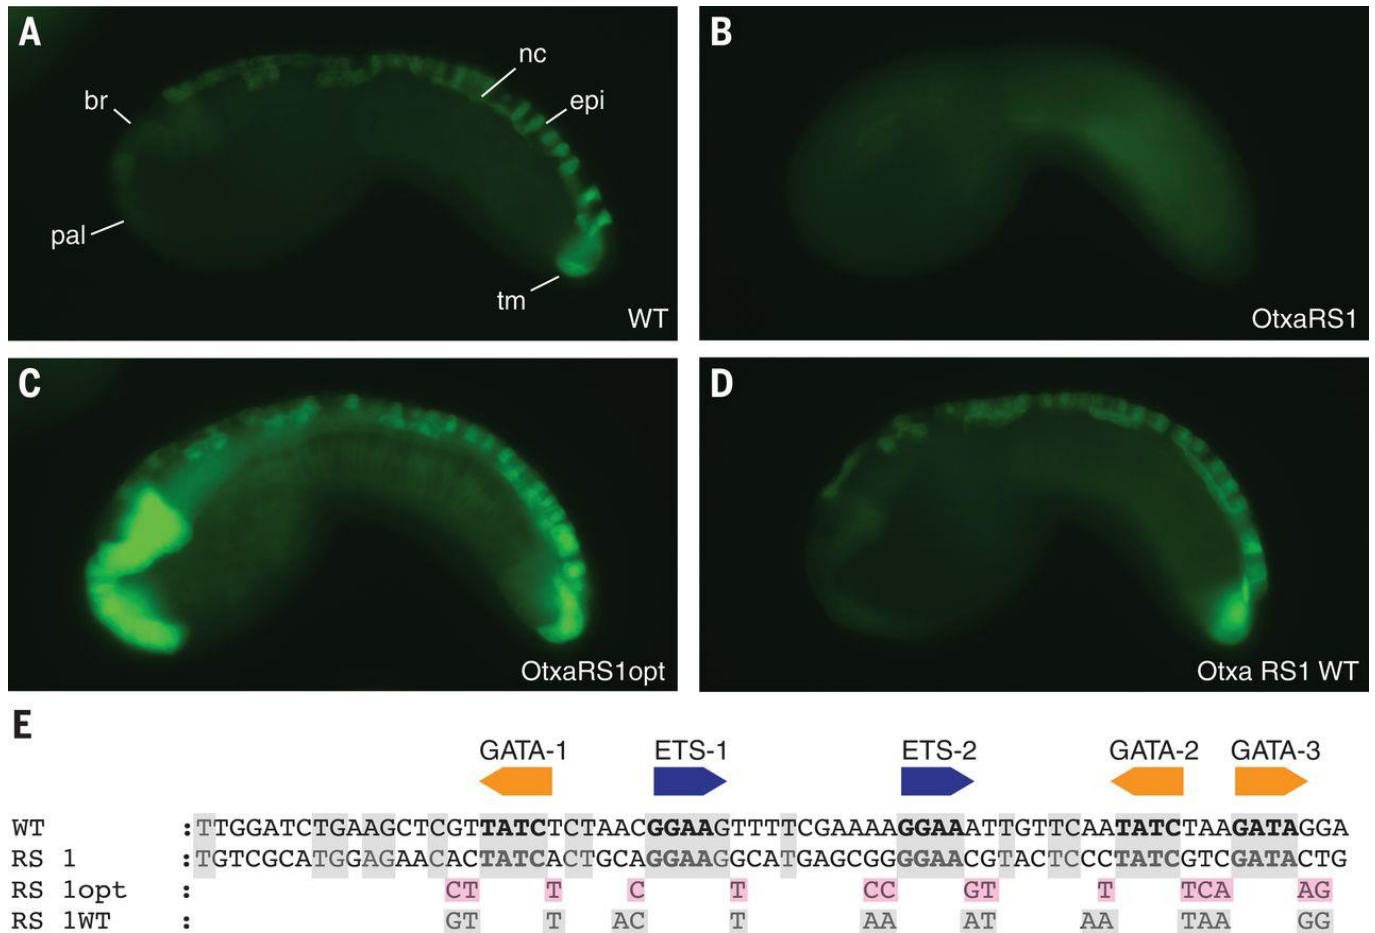 A
br
pal
nc
epi
tm
WT
B
OtxaRS1
C
OtxaRS1opt
D
Otxa RS1 WT
E
GATA-1 ETS-1 ETS-2 GATA-2 GATA-3
WT :TTGGATCTGAAGCTCGTTATCTCTAACGGAAGTTTTCGAAAAGGAAATTGTTCAATATCTAAGATAGGA
RS 1 :TGTCGCATGGAGAACACTATCACTGCAGGAAGGCATGAGCGGGGAACGTACTCCCTATCGTCGATACTG
RS 1opt : CT T C T CC GT T TCA AG
RS 1WT : GT T AC T AA AT AA TAA GG